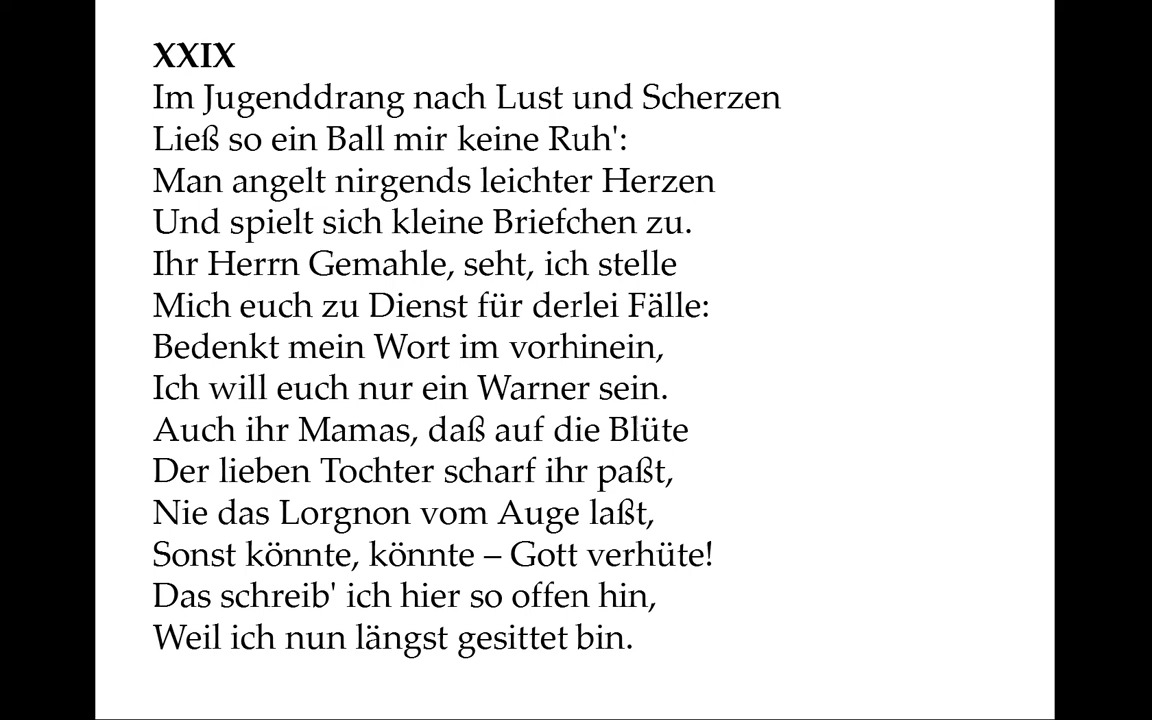 XXIX
Im Jugenddrang nach Lust und Scherzen
Ließ so ein Ball mir keine Ruh':
Man angelt nirgends leichter Herzen
Und spielt sich kleine Briefchen zu.
Ihr Herrn Gemahle, seht, ich stelle
Mich euch zu Dienst für derlei Fälle:
Bedenkt mein Wort im vorhinein,
Ich will euch nur ein Warner sein.
Auch ihr Mamas, daß auf die Blüte
Der lieben Tochter scharf ihr paßt,
Nie das Lorgnon vom Auge laßt,
Sonst könnte, könnte – Gott verhüte!
Das schreib' ich hier so offen hin,
Weil ich nun längst gesittet bin.